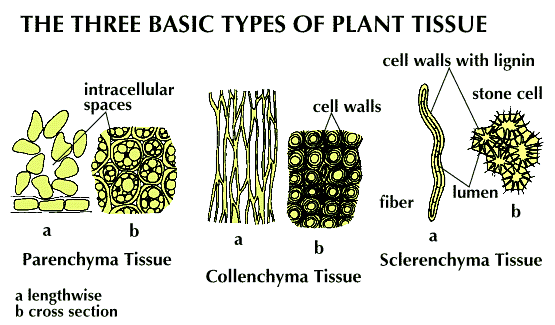 THE THREE BASIC TYPES OF PLANT TISSUE
intracellular
spaces
a
b
Parenchyma Tissue
cell walls
a
b
Collenchyma Tissue
cell walls with lignin
stone cell
lumen
fiber
a
b
Sclerenchyma Tissue
a lengthwise
b cross section